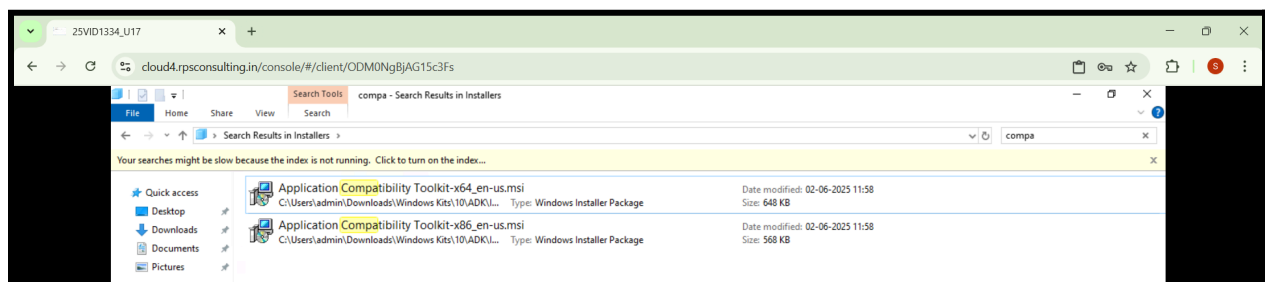 25VID1334_U17
cloud4.rpsconsulting.in/console/#/client/ODM0NgBjAG15c3Fs
S
Search Tools compa - Search Results in Installers
File Home Share View Search
Search Results in Installers
compa
Your searches might be slow because the index is not running. Click to turn on the index...
Quick access
Desktop
Downloads
Documents
Pictures
Application Compatibility Toolkit-x64_en-us.msi
C:\Users\admin\Downloads\Windows Kits\10\ADK\I... Type: Windows Installer Package
Date modified: 02-06-2025 11:58
Size: 648 KB
Application Compatibility Toolkit-x86_en-us.msi
C:\Users\admin\Downloads\Windows Kits\10\ADK\I... Type: Windows Installer Package
Date modified: 02-06-2025 11:58
Size: 568 KB